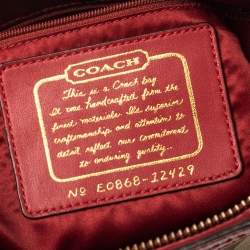 COACH
This is a Coach bag
It was handcrafted from the
finest materials. Its superior
craftsmanship, and attention to
detail reflect our commitment
to enduring quality...
No E0868-22429